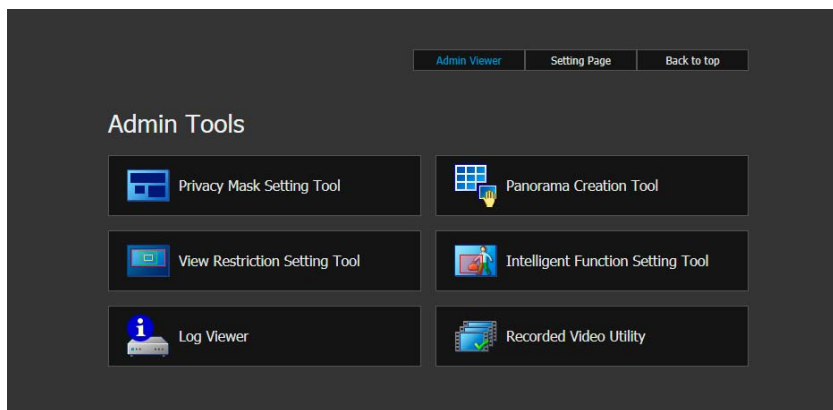 Admin Viewer Setting Page Back to top
Admin Tools
Privacy Mask Setting Tool Panorama Creation Tool
View Restriction Setting Tool Intelligent Function Setting Tool
Log Viewer Recorded Video Utility